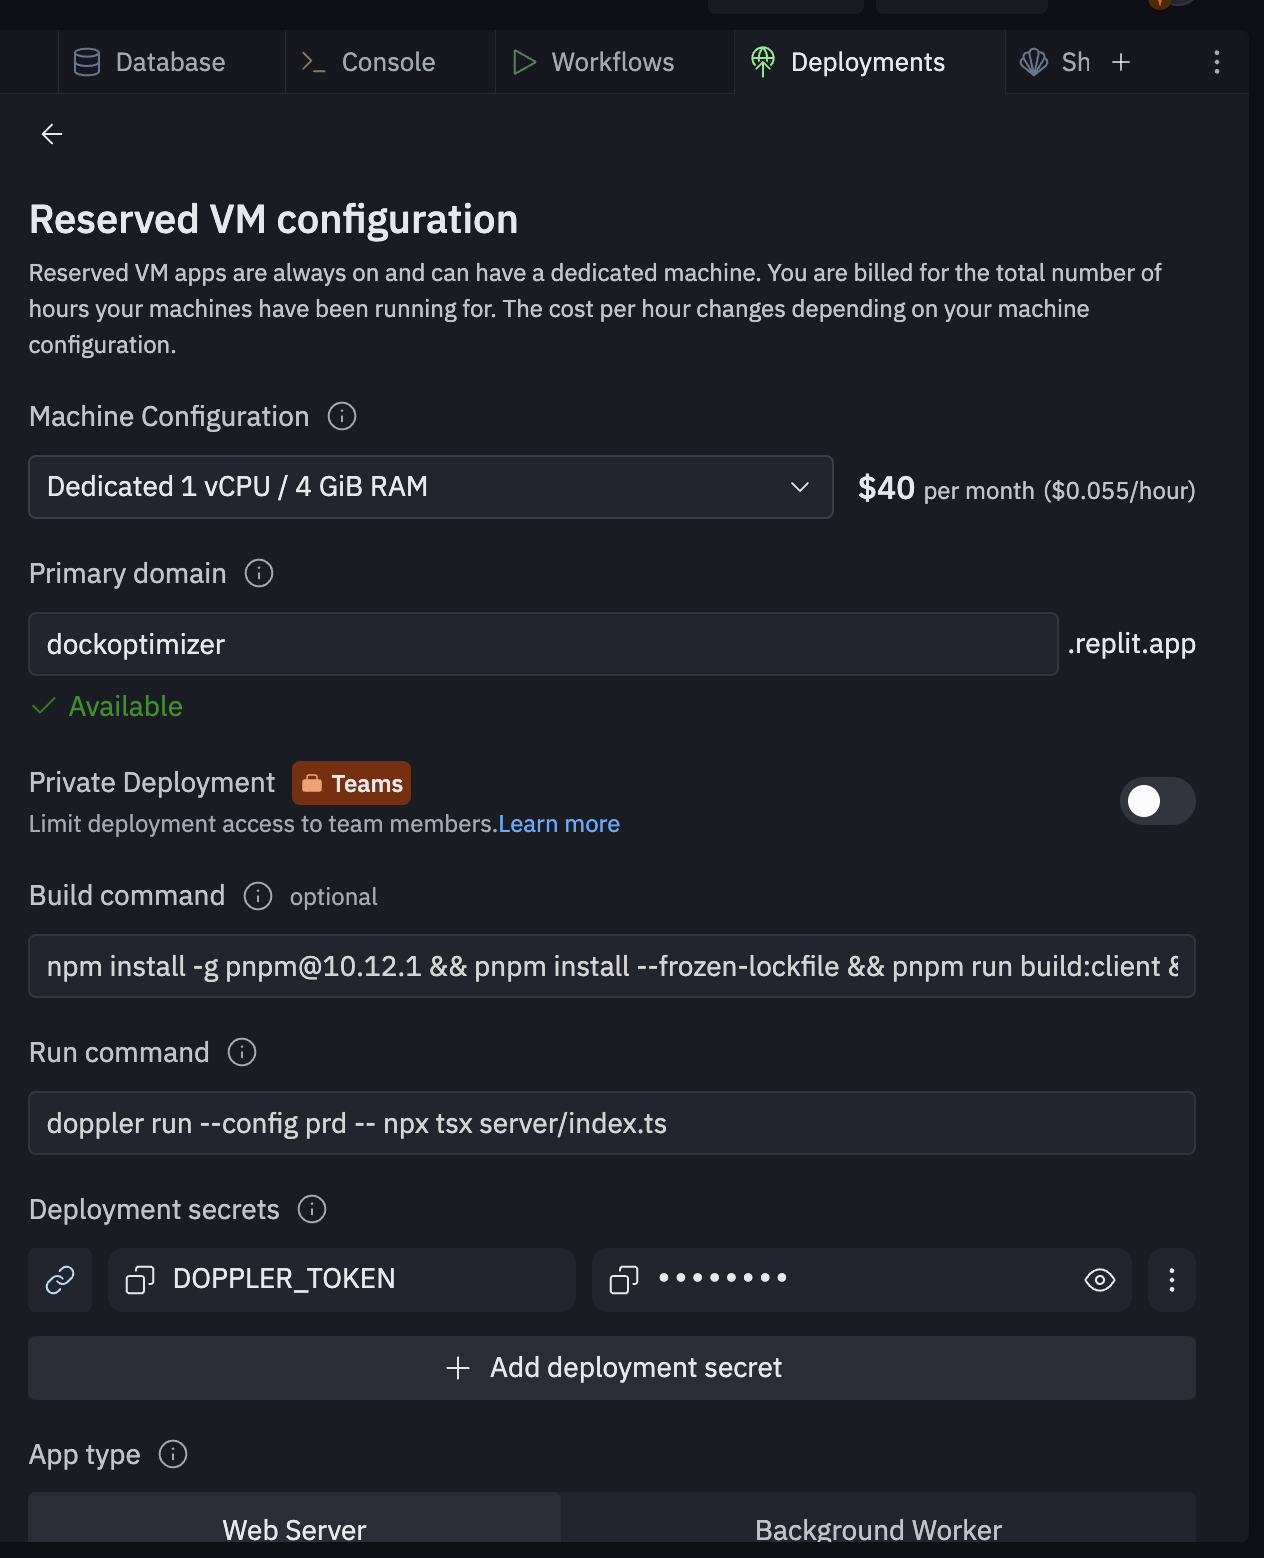 Database
Console
Workflows
Deployments
Sh
Reserved VM configuration
Reserved VM apps are always on and can have a dedicated machine. You are billed for the total number of
hours your machines have been running for. The cost per hour changes depending on your machine
configuration.
Machine Configuration
Dedicated 1 vCPU / 4 GiB RAM
$40 per month ($0.055/hour)
Primary domain
dockoptimizer
.replit.app
Available
Private Deployment
Teams
Limit deployment access to team members.Learn more
Build command
optional
npm install -g pnpm@10.12.1 && pnpm install --frozen-lockfile && pnpm run build:client &
Run command
doppler run --config prd -- npx tsx server/index.ts
Deployment secrets
DOPPLER_TOKEN
••••••••
Add deployment secret
App type
Web Server
Background Worker